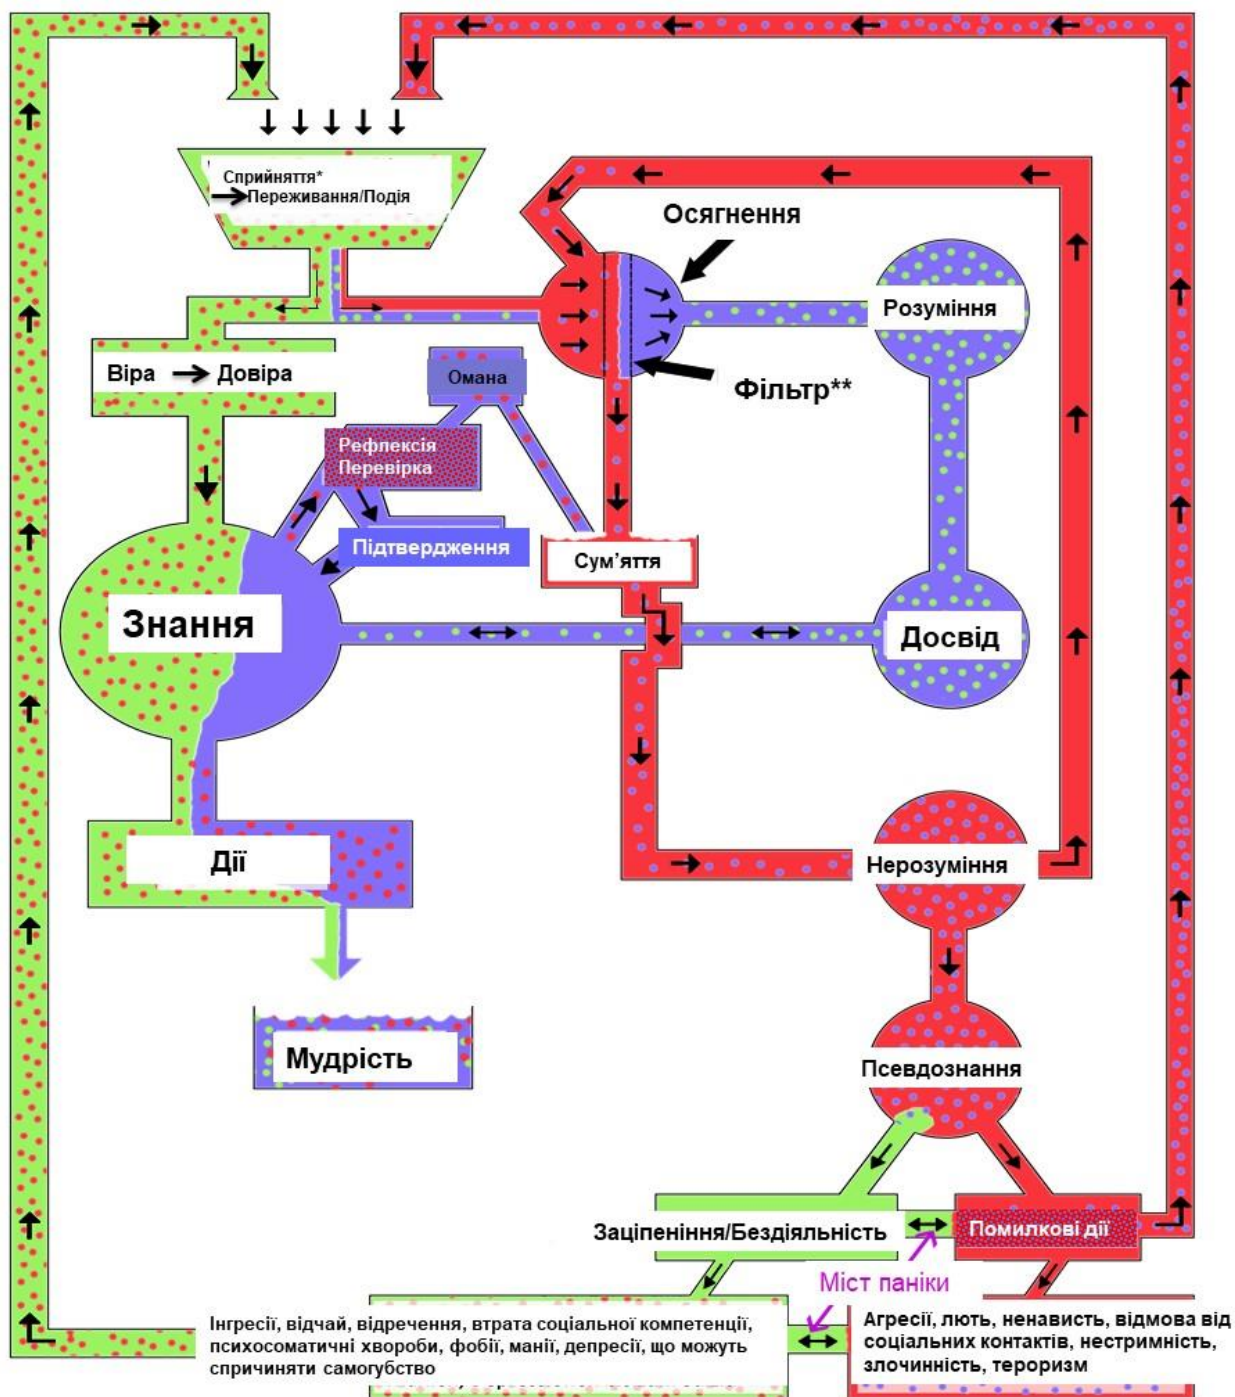 Сприйняття*
Переживання/Подія
Осягнення
Розуміння
Віра
Довіра
Омана
Фільтр**
Рефлексія
Перевірка
Підтвердження
Сум’яття
Знання
Досвід
Дії
Нерозуміння
Мудрість
Псевдознання
Заціпеніння/Бездіяльність
Помилкові дії
Міст паніки
Інгресії, відчай, відречення, втрата соціальної компетенції,
психосоматичні хвороби, фобії, манії, депресії, що можуть
спричиняти самогубство
Агресії, лють, ненависть, відмова від
соціальних контактів, нестримність,
злочинність, тероризм